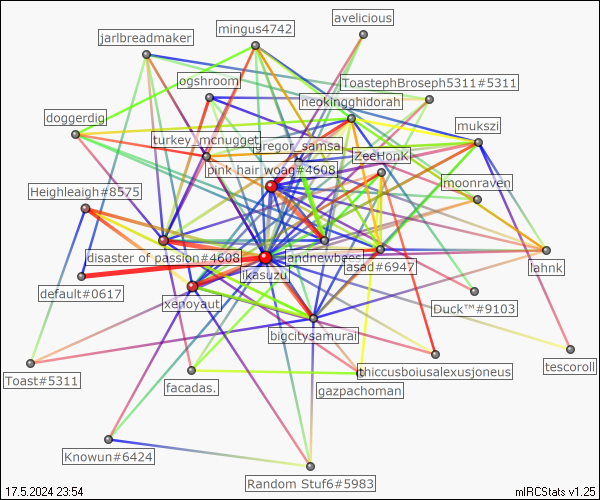 avelicious
mingus4742
jarlbreadmaker
ogshroom
ToastephBroseph5311#5311
neokingghidorah
doggerdig
mukszi
turkey_mcnugget
gregor_samsa
ZeeHonk
pink hair woag#4608
moonraven
Heighleaigh#8575
disaster of passion#4608
landnewbees
asad#6947
lahnk
ikasuzu
default#0617
xenoyaut
Duck™#9103
bigcitysamurai
tescoroll
Toast#5311
thiccusboiusalexusjoneus
facadas.
gazpachoman
Knowun#6424
Random Stuf6#5983
17.5.2024 23:54
mIRCStats v1.25